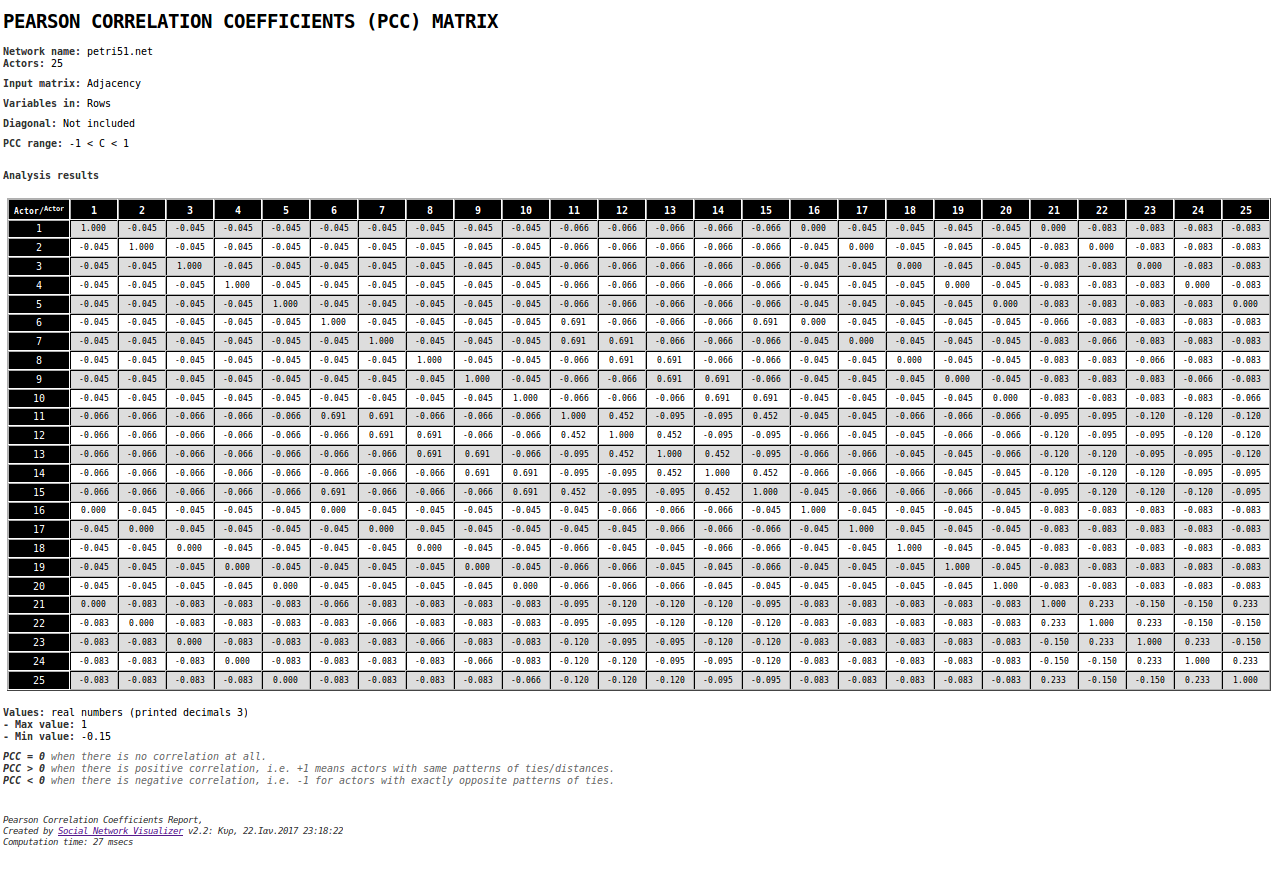 PEARSON CORRELATION COEFFICIENTS (PCC) MATRIX
Network name: petri51.net
Actors: 25
Input matrix: Adjacency
Variables in: Rows
Diagonal: Not included
PCC range: -1 < C < 1
Analysis results
Actor/Actor 1 2 3 4 5 6 7 8 9 10 11 12 13 14 15 16 17 18 19 20 21 22 23 24 25
1 1.000 -0.045 -0.045 -0.045 -0.045 -0.045 -0.045 -0.045 -0.045 -0.045 -0.066 -0.066 -0.066 -0.066 -0.066 0.000 -0.045 -0.045 -0.045 -0.045 0.000 -0.083 -0.083 -0.083 -0.083
2 -0.045 1.000 -0.045 -0.045 -0.045 -0.045 -0.045 -0.045 -0.045 -0.045 -0.066 -0.066 -0.066 -0.066 -0.066 -0.045 0.000 -0.045 -0.045 -0.045 -0.083 0.000 -0.083 -0.083 -0.083
3 -0.045 -0.045 1.000 -0.045 -0.045 -0.045 -0.045 -0.045 -0.045 -0.045 -0.066 -0.066 -0.066 -0.066 -0.066 -0.045 -0.045 0.000 -0.045 -0.045 -0.083 -0.083 0.000 -0.083 -0.083
4 -0.045 -0.045 -0.045 1.000 -0.045 -0.045 -0.045 -0.045 -0.045 -0.045 -0.066 -0.066 -0.066 -0.066 -0.066 -0.045 -0.045 -0.045 0.000 -0.045 -0.083 -0.083 -0.083 0.000 -0.083
5 -0.045 -0.045 -0.045 -0.045 1.000 -0.045 -0.045 -0.045 -0.045 -0.045 -0.066 -0.066 -0.066 -0.066 -0.066 -0.045 -0.045 -0.045 -0.045 0.000 -0.083 -0.083 -0.083 -0.083 0.000
6 -0.045 -0.045 -0.045 -0.045 -0.045 1.000 -0.045 -0.045 -0.045 -0.045 0.691 -0.066 -0.066 -0.066 0.691 0.000 -0.045 -0.045 -0.045 -0.045 -0.066 -0.083 -0.083 -0.083 -0.083
7 -0.045 -0.045 -0.045 -0.045 -0.045 -0.045 1.000 -0.045 -0.045 -0.045 0.691 0.691 -0.066 -0.066 -0.066 -0.045 0.000 -0.045 -0.045 -0.045 -0.083 -0.066 -0.083 -0.083 -0.083
8 -0.045 -0.045 -0.045 -0.045 -0.045 -0.045 -0.045 1.000 -0.045 -0.045 -0.066 0.691 0.691 -0.066 -0.066 -0.045 -0.045 0.000 -0.045 -0.045 -0.083 -0.083 -0.066 -0.083 -0.083
9 -0.045 -0.045 -0.045 -0.045 -0.045 -0.045 -0.045 -0.045 1.000 -0.045 -0.066 -0.066 0.691 0.691 -0.066 -0.045 -0.045 -0.045 0.000 -0.045 -0.083 -0.083 -0.083 -0.066 -0.083
10 -0.045 -0.045 -0.045 -0.045 -0.045 -0.045 -0.045 -0.045 -0.045 1.000 -0.066 -0.066 -0.066 0.691 0.691 -0.045 -0.045 -0.045 -0.045 0.000 -0.083 -0.083 -0.083 -0.083 -0.066
11 -0.066 -0.066 -0.066 -0.066 -0.066 0.691 0.691 -0.066 -0.066 -0.066 1.000 0.452 -0.095 -0.095 0.452 -0.045 -0.045 -0.066 -0.066 -0.066 -0.095 -0.095 -0.120 -0.120 -0.120
12 -0.066 -0.066 -0.066 -0.066 -0.066 -0.066 0.691 0.691 -0.066 -0.066 0.452 1.000 0.452 -0.095 -0.095 -0.066 -0.045 -0.045 -0.066 -0.066 -0.120 -0.095 -0.095 -0.120 -0.120
13 -0.066 -0.066 -0.066 -0.066 -0.066 -0.066 -0.066 0.691 0.691 -0.066 -0.095 0.452 1.000 0.452 -0.095 -0.066 -0.066 -0.045 -0.045 -0.066 -0.120 -0.120 -0.095 -0.095 -0.120
14 -0.066 -0.066 -0.066 -0.066 -0.066 -0.066 -0.066 -0.066 0.691 0.691 -0.095 -0.095 0.452 1.000 0.452 -0.066 -0.066 -0.066 -0.045 -0.045 -0.120 -0.120 -0.120 -0.095 -0.095
15 -0.066 -0.066 -0.066 -0.066 -0.066 0.691 -0.066 -0.066 -0.066 0.691 0.452 -0.095 -0.095 0.452 1.000 -0.045 -0.066 -0.066 -0.066 -0.045 -0.095 -0.120 -0.120 -0.120 -0.095
16 0.000 -0.045 -0.045 -0.045 -0.045 0.000 -0.045 -0.045 -0.045 -0.045 -0.045 -0.066 -0.066 -0.066 -0.045 1.000 -0.045 -0.045 -0.045 -0.045 -0.083 -0.083 -0.083 -0.083 -0.083
17 -0.045 0.000 -0.045 -0.045 -0.045 -0.045 0.000 -0.045 -0.045 -0.045 -0.045 -0.045 -0.066 -0.066 -0.066 -0.045 1.000 -0.045 -0.045 -0.045 -0.083 -0.083 -0.083 -0.083 -0.083
18 -0.045 -0.045 0.000 -0.045 -0.045 -0.045 -0.045 0.000 -0.045 -0.045 -0.066 -0.045 -0.045 -0.066 -0.066 -0.045 -0.045 1.000 -0.045 -0.045 -0.083 -0.083 -0.083 -0.083 -0.083
19 -0.045 -0.045 -0.045 0.000 -0.045 -0.045 -0.045 -0.045 0.000 -0.045 -0.066 -0.066 -0.045 -0.045 -0.066 -0.045 -0.045 -0.045 1.000 -0.045 -0.083 -0.083 -0.083 -0.083 -0.083
20 -0.045 -0.045 -0.045 -0.045 0.000 -0.045 -0.045 -0.045 -0.045 0.000 -0.066 -0.066 -0.066 -0.045 -0.045 -0.045 -0.045 -0.045 -0.045 1.000 -0.083 -0.083 -0.083 -0.083 -0.083
21 0.000 -0.083 -0.083 -0.083 -0.083 -0.066 -0.083 -0.083 -0.083 -0.083 -0.095 -0.120 -0.120 -0.120 -0.095 -0.083 -0.083 -0.083 -0.083 -0.083 1.000 0.233 -0.150 -0.150 0.233
22 -0.083 0.000 -0.083 -0.083 -0.083 -0.083 -0.066 -0.083 -0.083 -0.083 -0.095 -0.095 -0.120 -0.120 -0.120 -0.083 -0.083 -0.083 -0.083 -0.083 0.233 1.000 0.233 -0.150 -0.150
23 -0.083 -0.083 0.000 -0.083 -0.083 -0.083 -0.083 -0.066 -0.083 -0.083 -0.120 -0.095 -0.095 -0.120 -0.120 -0.083 -0.083 -0.083 -0.083 -0.083 -0.150 0.233 1.000 0.233 -0.150
24 -0.083 -0.083 -0.083 0.000 -0.083 -0.083 -0.083 -0.083 -0.066 -0.083 -0.120 -0.120 -0.095 -0.095 -0.120 -0.083 -0.083 -0.083 -0.083 -0.083 -0.150 -0.150 0.233 1.000 0.233
25 -0.083 -0.083 -0.083 -0.083 0.000 -0.083 -0.083 -0.083 -0.083 -0.066 -0.120 -0.120 -0.120 -0.095 -0.095 -0.083 -0.083 -0.083 -0.083 -0.083 0.233 -0.150 -0.150 0.233 1.000
Values: real numbers (printed decimals 3)
- Max value: 1
- Min value: -0.15
PCC = 0 when there is no correlation at all.
PCC > 0 when there is positive correlation, i.e. +1 means actors with same patterns of ties/distances.
PCC < 0 when there is negative correlation, i.e. -1 for actors with exactly opposite patterns of ties.
Pearson Correlation Coefficients Report,
Created by Social Network Visualizer v2.2: Κυρ, 22.Ιαν.2017 23:18:22
Computation time: 27 msecs